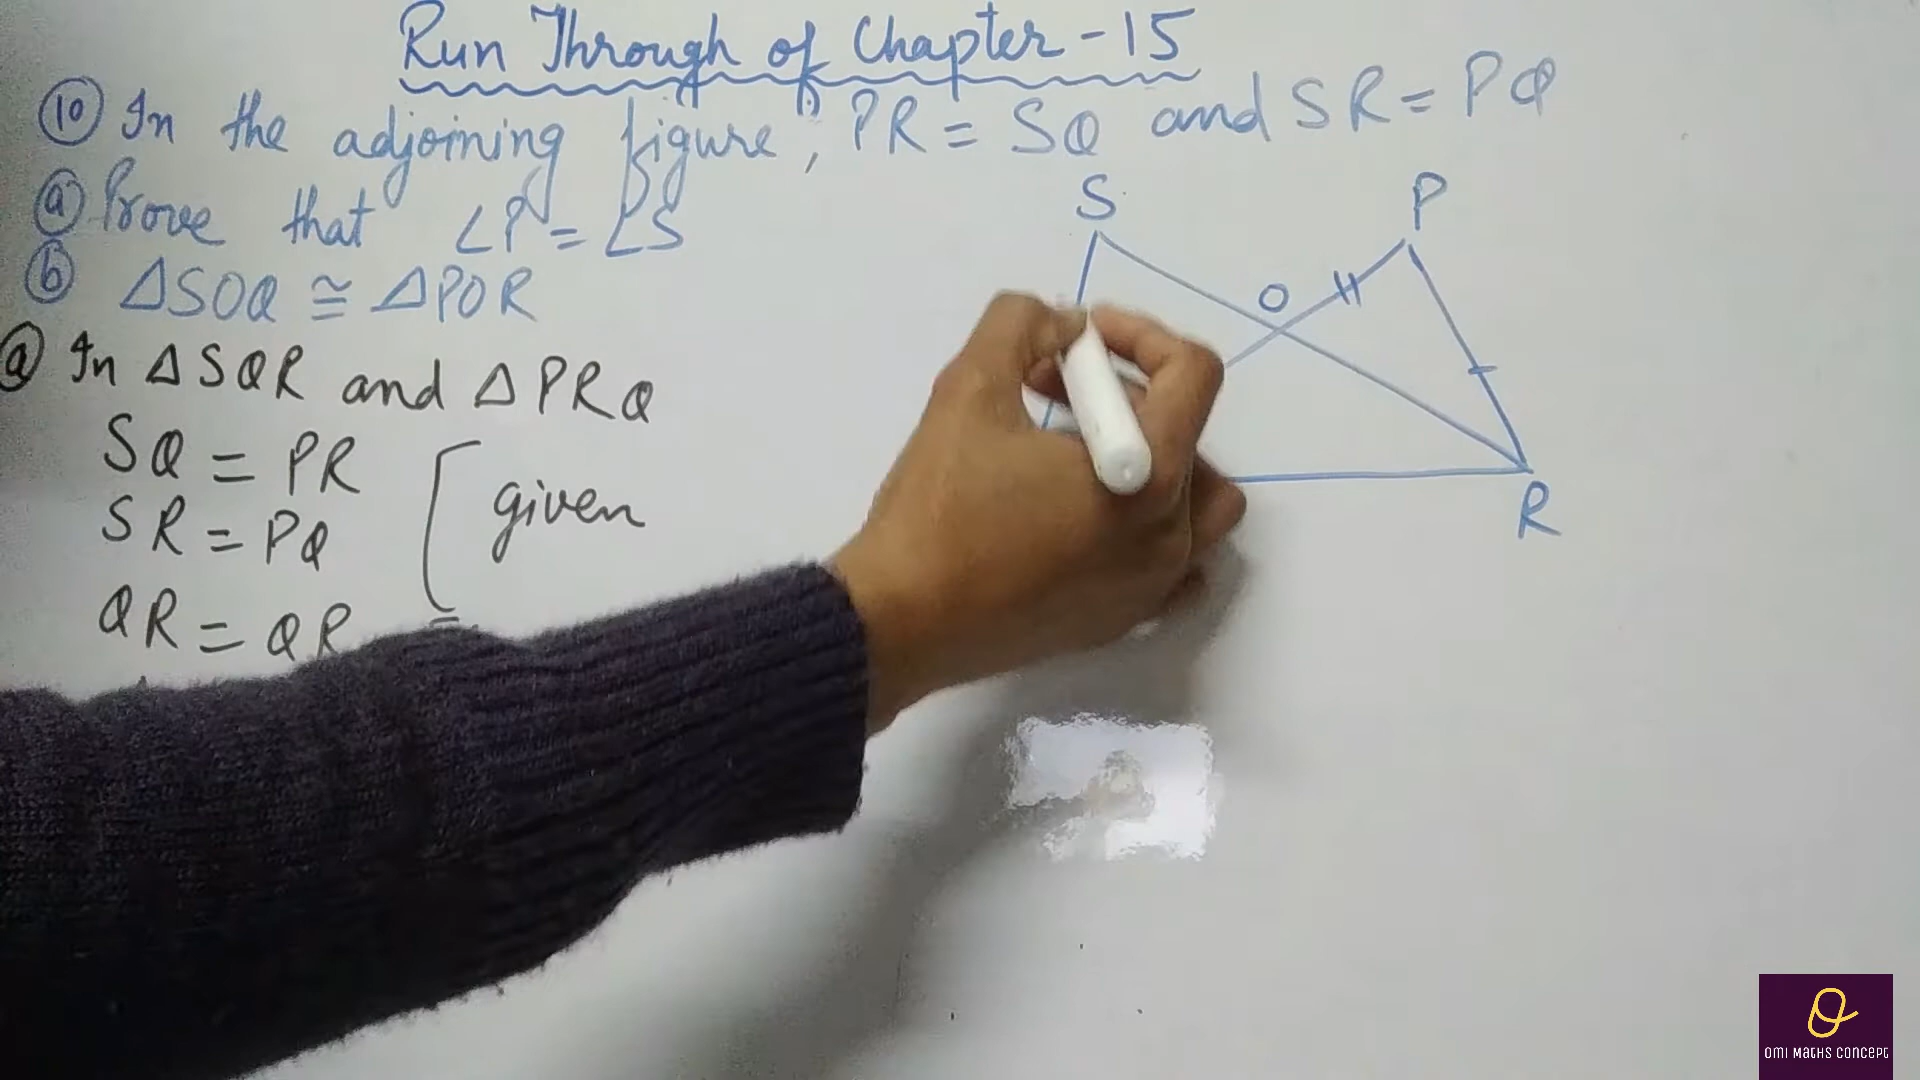 Run Through of Chapter-15
10 In the adjoining figure, PR = SQ and SR = PQ
a Prove that ∠P = ∠S
b ΔSOQ ≅ ΔPOR
S P
O
R
a In ΔSQR and ΔPRQ
SQ = PR
SR = PQ
given
QR = QR
OMI MATHS CONCEPT